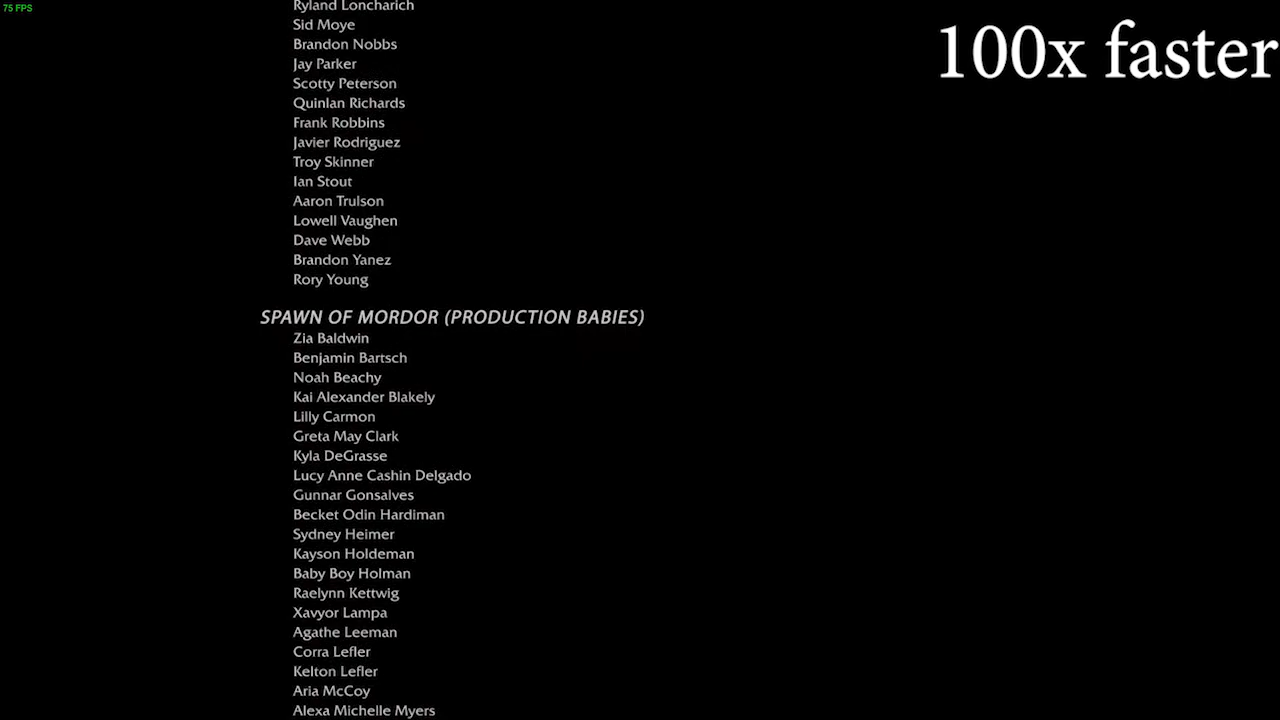 75 FPS
100x faster
Ryland Loncharich
Sid Moye
Brandon Nobbs
Jay Parker
Scotty Peterson
Quinlan Richards
Frank Robbins
Javier Rodriguez
Troy Skinner
Ian Stout
Aaron Trulson
Lowell Vaughen
Dave Webb
Brandon Yanez
Rory Young
SPAWN OF MORDOR (PRODUCTION BABIES)
Zia Baldwin
Benjamin Bartsch
Noah Beachy
Kai Alexander Blakely
Lilly Carmon
Greta May Clark
Kyla DeGrasse
Lucy Anne Cashin Delgado
Gunnar Gonsalves
Becket Odin Hardiman
Sydney Heimer
Kayson Holdeman
Baby Boy Holman
Raelynn Kettwig
Xavyor Lampa
Agathe Leeman
Corra Lefler
Kelton Lefler
Aria McCoy
Alexa Michelle Myers